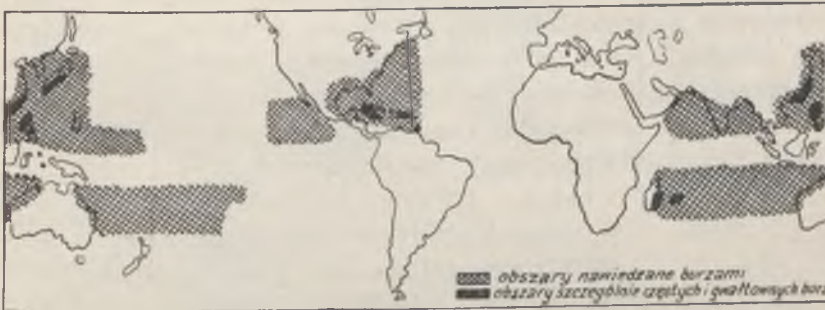 obszary nawiedzane burzami
obszary szczególnie częstych i gwałtownych burz